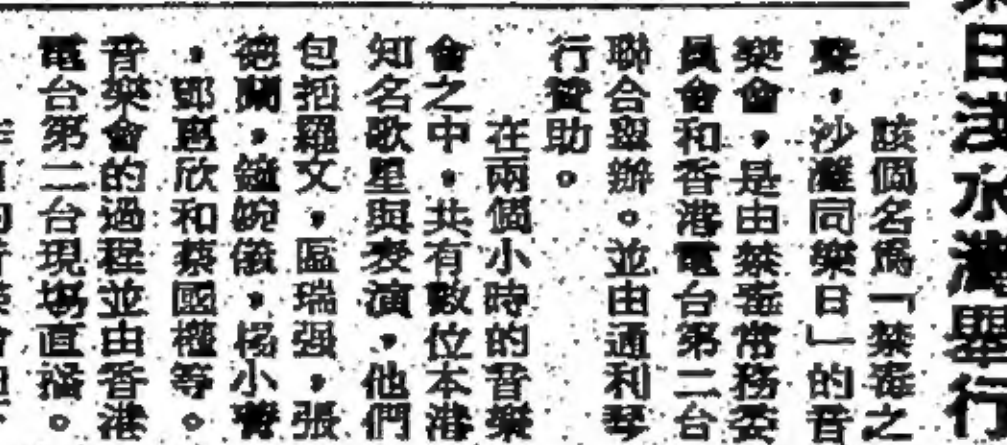 日淺水灣舉行
該個名爲「禁毒之
聲，沙灘同樂日」的音
樂會，是由禁毒常務委
員會和香港電台第二台
聯合舉辦。並由通利琴
行贊助。
在兩個小時的音樂
會之中，共有數位本港
知名歌星參與表演，他們
包括羅文，區瑞强，張
德蘭，鍾婉儀，楊小
，鄧 欣和蔡國權等。
音樂會的過程並由香港
電台第二台現場直播。